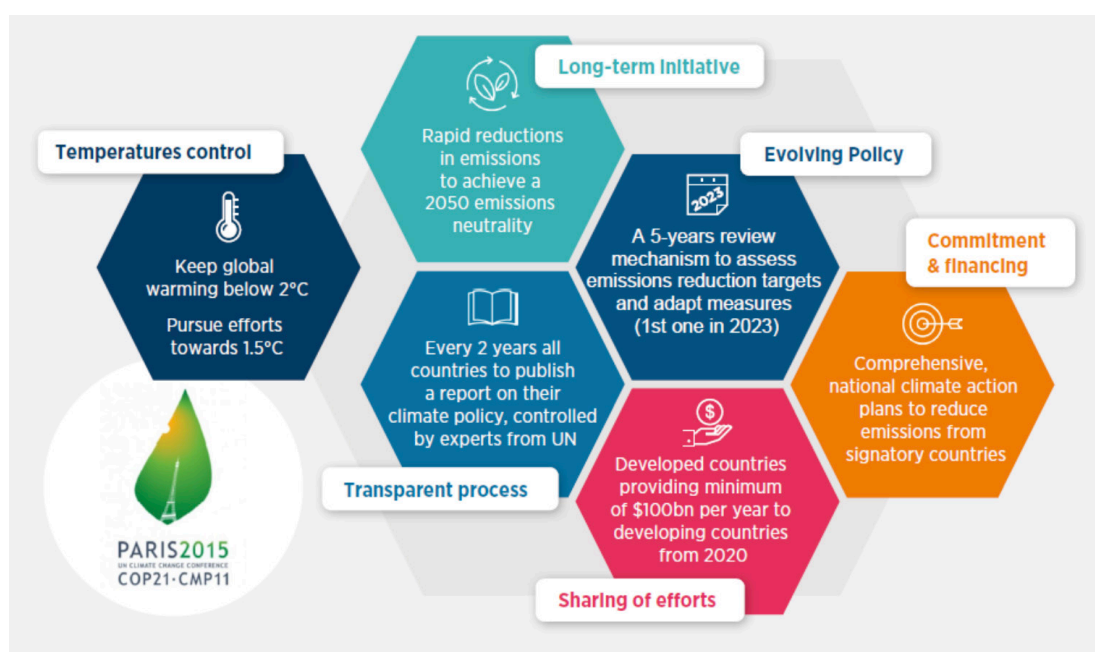 Long-term initiative
Rapid reductions
in emissions
to achieve a
2050 emissions
neutrality
Temperatures control
Keep global
warming below 2°C
Pursue efforts
towards 1.5°C
Evolving Policy
2023
A 5-years review
mechanism to assess
emissions reduction targets
and adapt measures
(1st one in 2023)
Commitment
& financing
Comprehensive,
national climate action
plans to reduce
emissions from
signatory countries
Every 2 years all
countries to publish
a report on their
climate policy, controlled
by experts from UN
Transparent process
$
Developed countries
providing minimum
of $100bn per year to
developing countries
from 2020
Sharing of efforts
PARIS2015
UN CLIMATE CHANGE CONFERENCE
COP21·CMP11